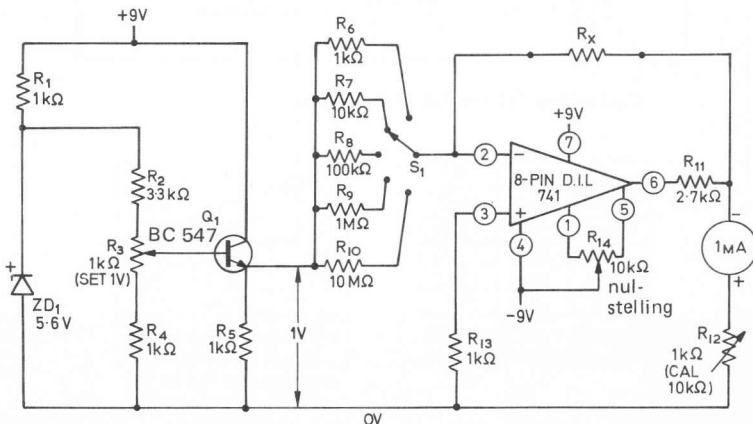 +9V
R1
1kΩ
R2
3·3kΩ
R3
1kΩ
(SET 1V)
BC 547
Q1
ZD1
5·6V
R4
1kΩ
R5
1kΩ
1V
R6
1kΩ
R7
10kΩ
R8
100kΩ
R9
1MΩ
R10
10MΩ
S1
RX
+9V
7
2
8-PIN D.I.L
741
6
3
1
5
4
R11
2·7kΩ
R14
10kΩ
nul-
stelling
-9V
1MA
R13
1kΩ
R12
1kΩ
(CAL
10kΩ)
0V